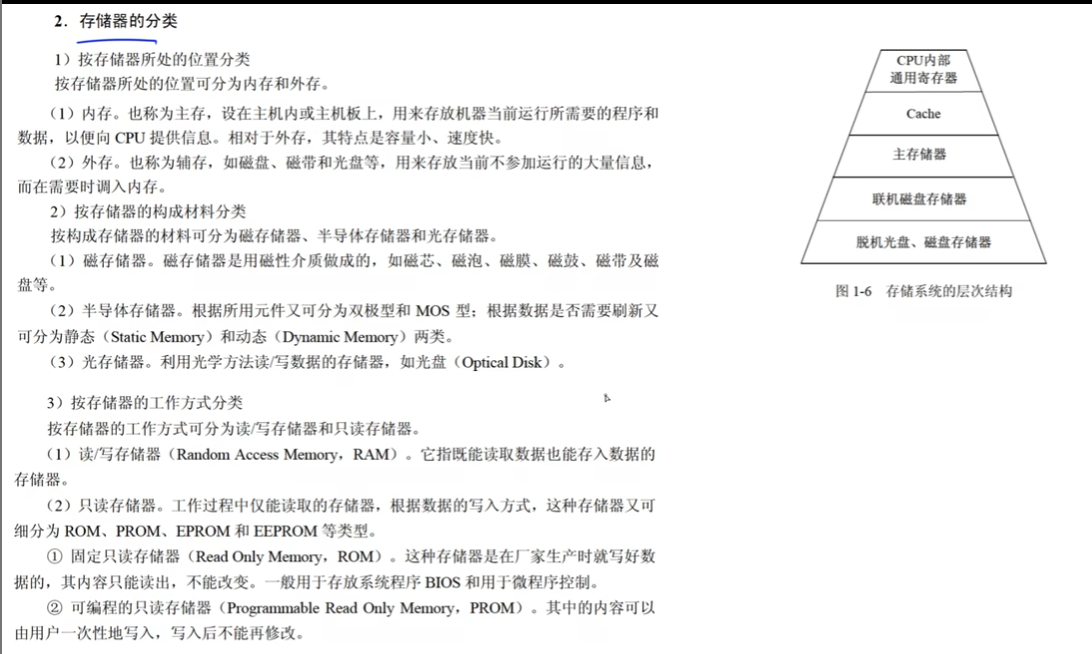 2．存储器的分类
1）按存储器所处的位置分类
按存储器所处的位置可分为内存和外存。
（1）内存。也称为主存，设在主机内或主机板上，用来存放机器当前运行所需要的程序和
数据，以便向 CPU 提供信息。相对于外存，其特点是容量小、速度快。
（2）外存。也称为辅存，如磁盘、磁带和光盘等，用来存放当前不参加运行的大量信息，
而在需要时调入内存。
2）按存储器的构成材料分类
按构成存储器的材料可分为磁存储器、半导体存储器和光存储器。
（1）磁存储器。磁存储器是用磁性介质做成的，如磁芯、磁泡、磁膜、磁鼓、磁带及磁
盘等。
（2）半导体存储器。根据所用元件又可分为双极型和 MOS 型；根据数据是否需要刷新又
可分为静态（Static Memory）和动态（Dynamic Memory）两类。
（3）光存储器。利用光学方法读/写数据的存储器，如光盘（Optical Disk）。
3）按存储器的工作方式分类
按存储器的工作方式可分为读/写存储器和只读存储器。
（1）读/写存储器（Random Access Memory，RAM）。它指既能读取数据也能存入数据的
存储器。
（2）只读存储器。工作过程中仅能读取的存储器，根据数据的写入方式，这种存储器又可
细分为 ROM、PROM、EPROM 和 EEPROM 等类型。
① 固定只读存储器（Read Only Memory，ROM）。这种存储器是在厂家生产时就写好数
据的，其内容只能读出，不能改变。一般用于存放系统程序 BIOS 和用于微程序控制。
② 可编程的只读存储器（Programmable Read Only Memory，PROM）。其中的内容可以
由用户一次性地写入，写入后不能再修改。
CPU内部
通用寄存器
Cache
主存储器
联机磁盘存储器
脱机光盘、磁盘存储器
图 1-6 存储系统的层次结构